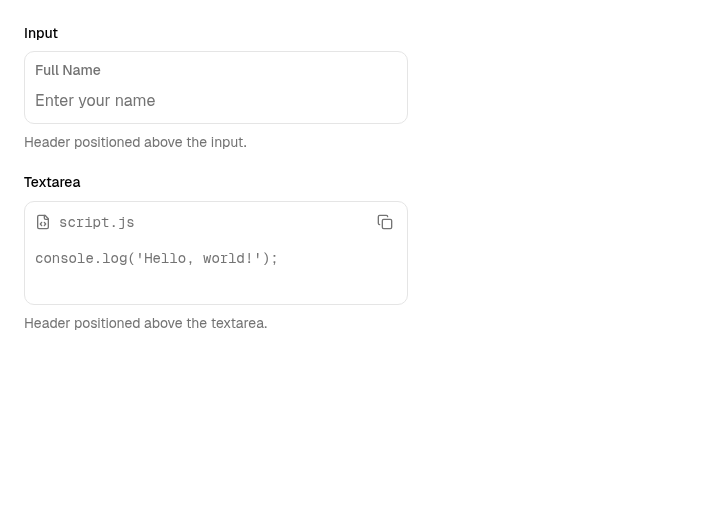 Input
Full Name
Enter your name
Header positioned above the input.
Textarea
script.js
console.log('Hello, world!');
Header positioned above the textarea.